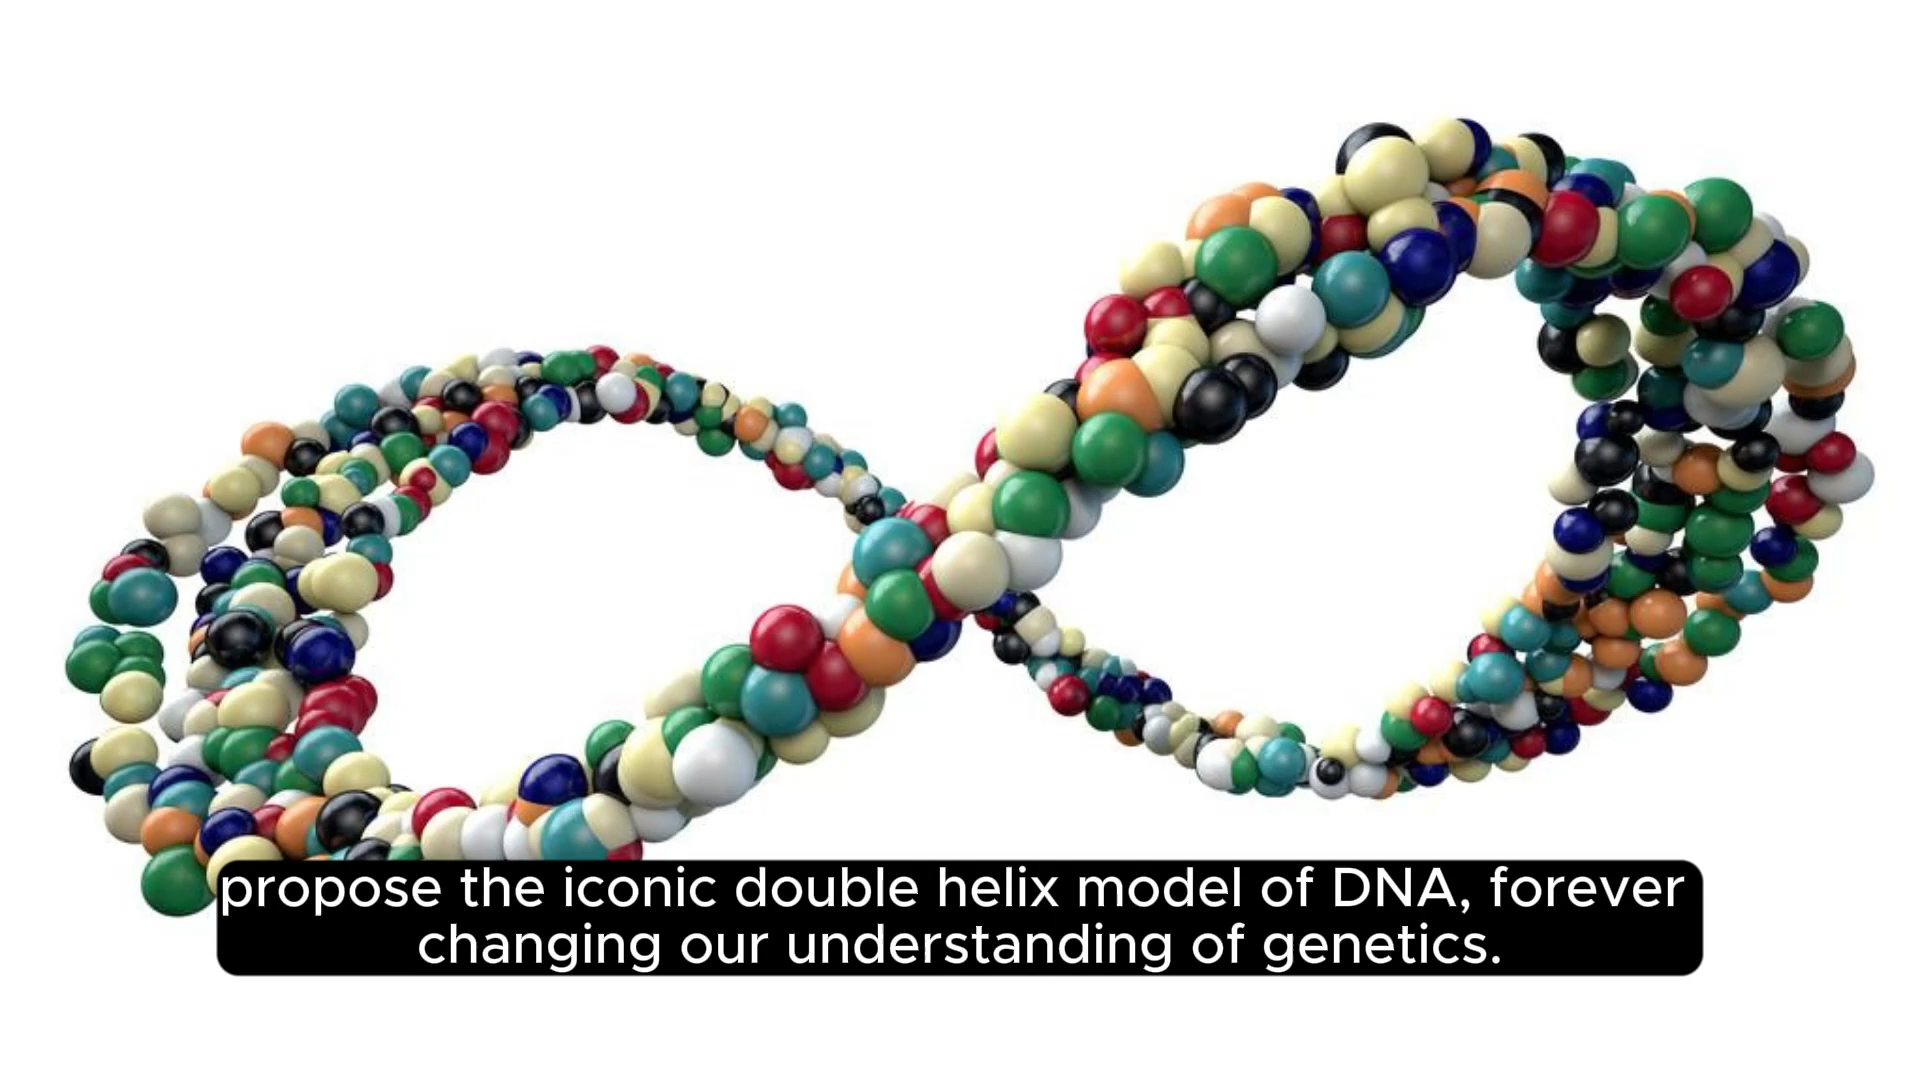 propose the iconic double helix model of DNA, forever
changing our understanding of genetics.